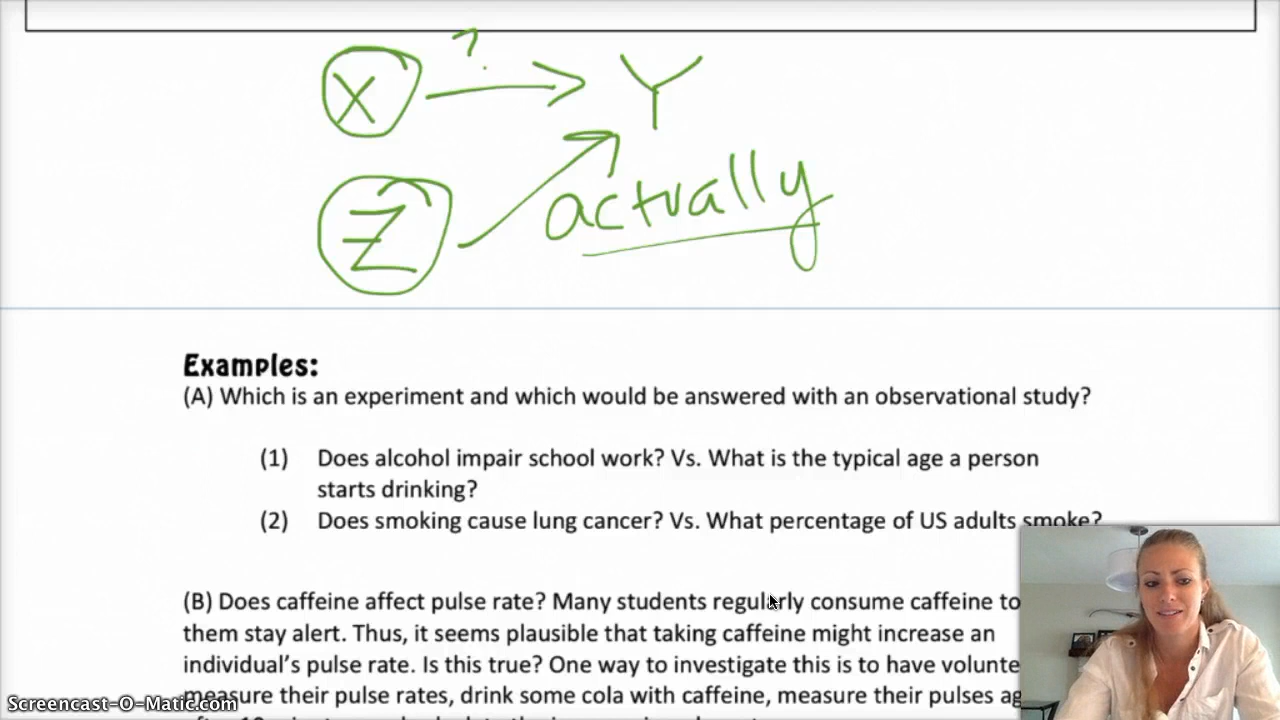 X ? Y
Z actually
Examples:
(A) Which is an experiment and which would be answered with an observational study?
(1) Does alcohol impair school work? Vs. What is the typical age a person
starts drinking?
(2) Does smoking cause lung cancer? Vs. What percentage of US adults smoke?
(B) Does caffeine affect pulse rate? Many students regularly consume caffeine to
them stay alert. Thus, it seems plausible that taking caffeine might increase an
individual's pulse rate. Is this true? One way to investigate this is to have volunte
measure their pulse rates, drink some cola with caffeine, measure their pulses ag
Screencast-O-Matic.com